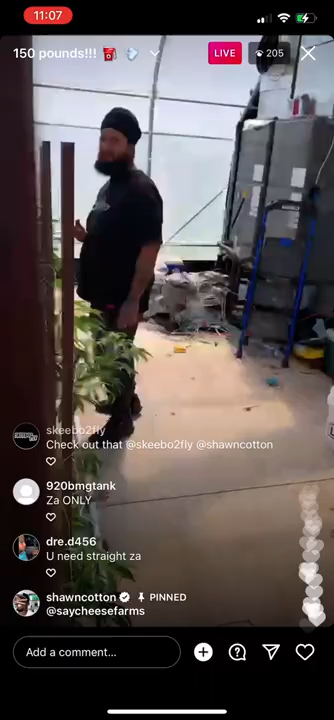 11:07
150 pounds!!!
LIVE
205
skeebo2fly
Check out that @skeebo2fly @shawncotton
920bmgtank
Za ONLY
dre.d456
U need straight za
shawncotton PINNED
@saycheesefarms
Add a comment...